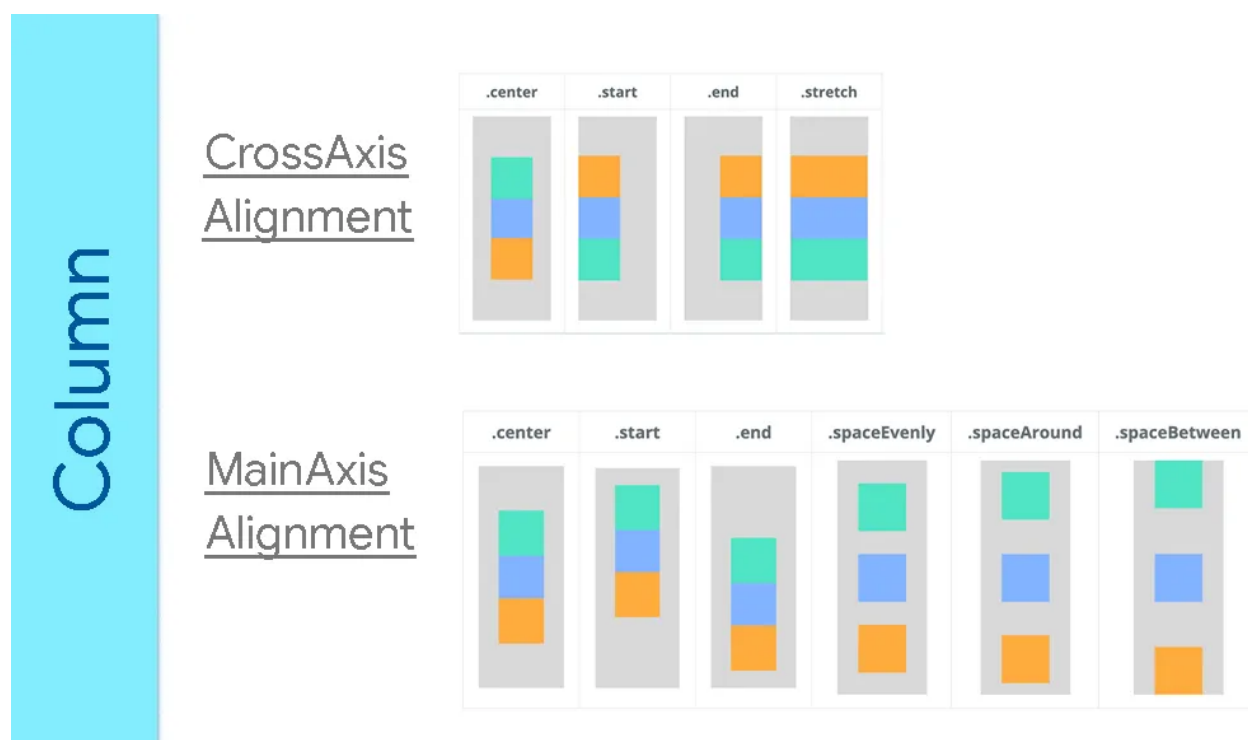 Column
CrossAxis
Alignment
.center .start .end .stretch
MainAxis
Alignment
.center .start .end .spaceEvenly .spaceAround .spaceBetween